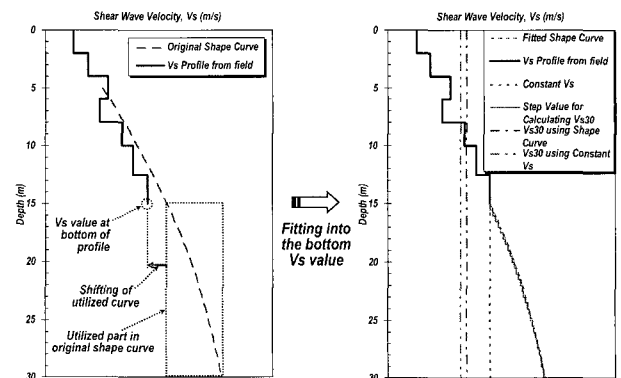 Shear Wave Velocity, Vs (m/s)
0
5
10
15
20
25
30
Depth (m)
Original Shape Curve
Vs Profile from field
Vs value at
bottom of
profile
Shifting of
utilized curve
Utilized part in
original shape curve
Fitting into
the bottom
Vs value
Shear Wave Velocity, Vs (m/s)
0
5
10
15
20
25
30
Depth (m)
Fitted Shape Curve
Vs Profile from field
Constant Vs
Step Value for
Calculating Vs30
Vs30 using Shape
Curve
Vs30 using Constant
Vs